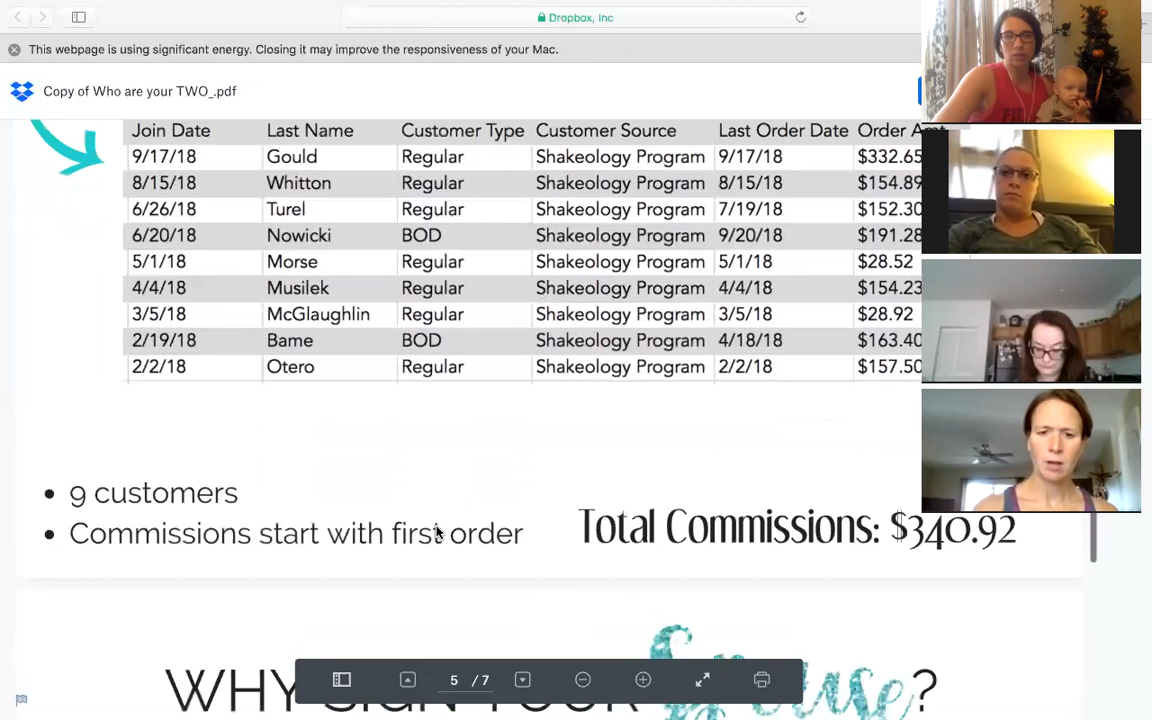 Dropbox, Inc
This webpage is using significant energy. Closing it may improve the responsiveness of your Mac.
Copy of Who are your TWO_.pdf
Join Date Last Name Customer Type Customer Source Last Order Date Order Amt
9/17/18 Gould Regular Shakeology Program 9/17/18 $332.65
8/15/18 Whitton Regular Shakeology Program 8/15/18 $154.89
6/26/18 Turel Regular Shakeology Program 7/19/18 $152.30
6/20/18 Nowicki BOD Shakeology Program 9/20/18 $191.28
5/1/18 Morse Regular Shakeology Program 5/1/18 $28.52
4/4/18 Musilek Regular Shakeology Program 4/4/18 $154.23
3/5/18 McGlaughlin Regular Shakeology Program 3/5/18 $28.92
2/19/18 Bame BOD Shakeology Program 4/18/18 $163.40
2/2/18 Otero Regular Shakeology Program 2/2/18 $157.50
• 9 customers
• Commissions start with first order
Total Commissions: $340.92
WHY SIGN YOUR Spouse?
5 / 7